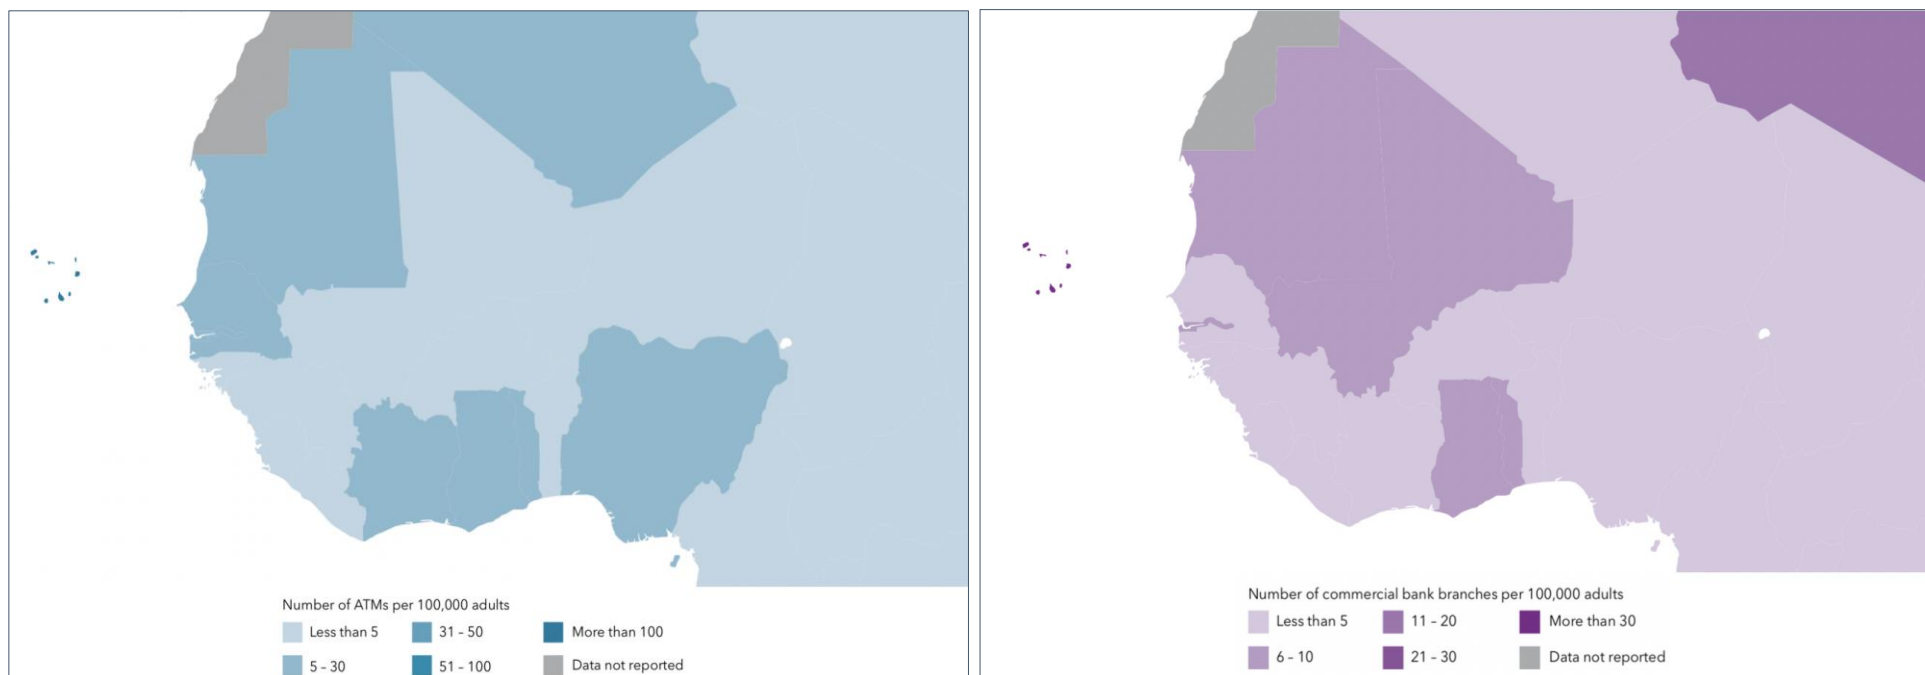 Number of ATMs per 100,000 adults
Less than 5
31 – 50
More than 100
5 – 30
51 – 100
Data not reported
Number of commercial bank branches per 100,000 adults
Less than 5
11 – 20
More than 30
6 – 10
21 – 30
Data not reported